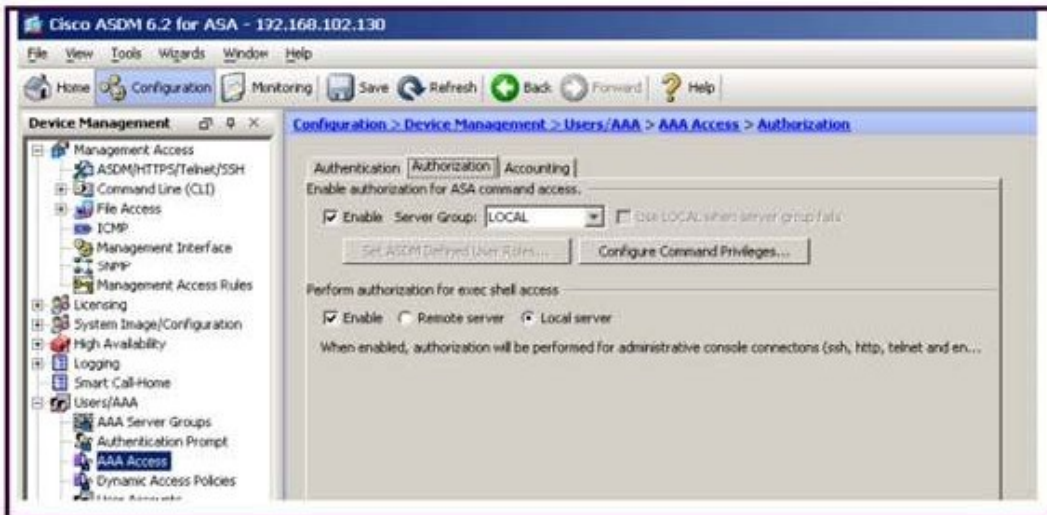 Cisco ASDM 6.2 for ASA - 192.168.102.130
File View Tools Wizards Window Help
Home Configuration Monitoring Save Refresh Back Forward Help
Device Management
Management Access
ASDM/HTTPS/Telnet/SSH
Command Line (CLI)
File Access
ICMP
Management Interface
SNMP
Management Access Rules
Licensing
System Image/Configuration
High Availability
Logging
Smart Call-Home
Users/AAA
AAA Server Groups
Authentication Prompt
AAA Access
Dynamic Access Policies
User Accounts
Configuration > Device Management > Users/AAA > AAA Access > Authorization
Authentication Authorization Accounting
Enable authorization for ASA command access.
Enable Server Group: LOCAL Use LOCAL when server group fails
Set ASDM Defined User Roles... Configure Command Privileges...
Perform authorization for exec shell access
Enable Remote server Local server
When enabled, authorization will be performed for administrative console connectons (ssh, http, telnet and en...